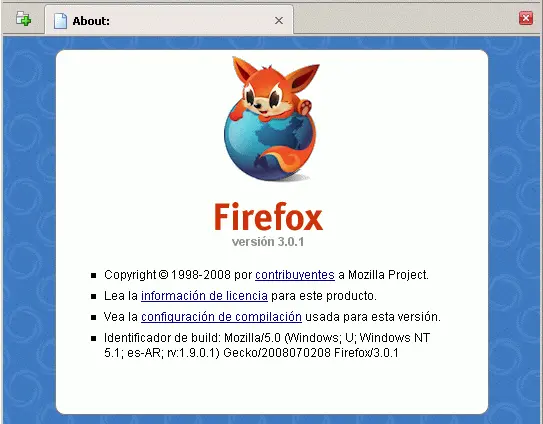 About:
Firefox
versión 3.0.1
Copyright © 1998-2008 por contribuyentes a Mozilla Project.
Lea la información de licencia para este producto.
Vea la configuración de compilación usada para esta versión.
Identificador de build: Mozilla/5.0 (Windows; U; Windows NT
5.1; es-AR; rv:1.9.0.1) Gecko/2008070208 Firefox/3.0.1